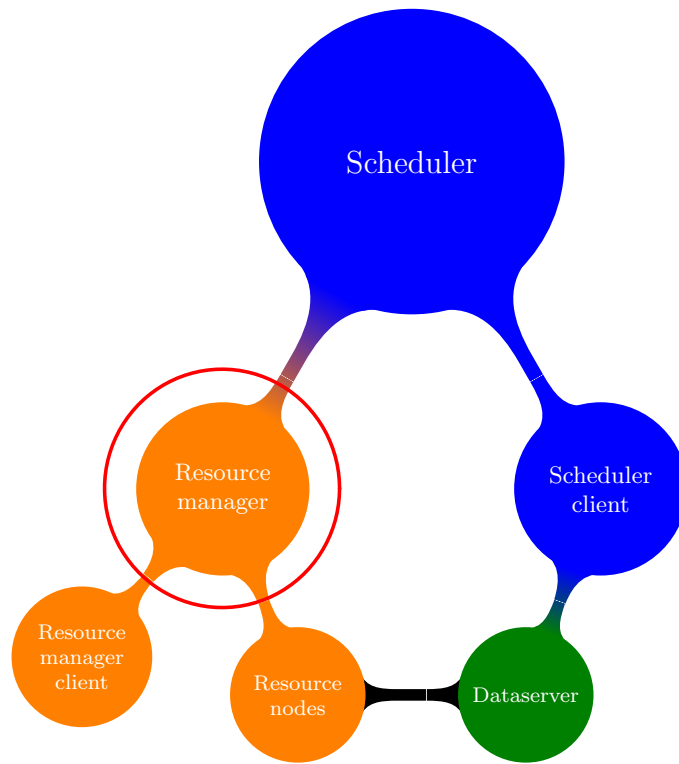 Scheduler
Resource
manager
Scheduler
client
Resource
manager
client
Resource
nodes
Dataserver